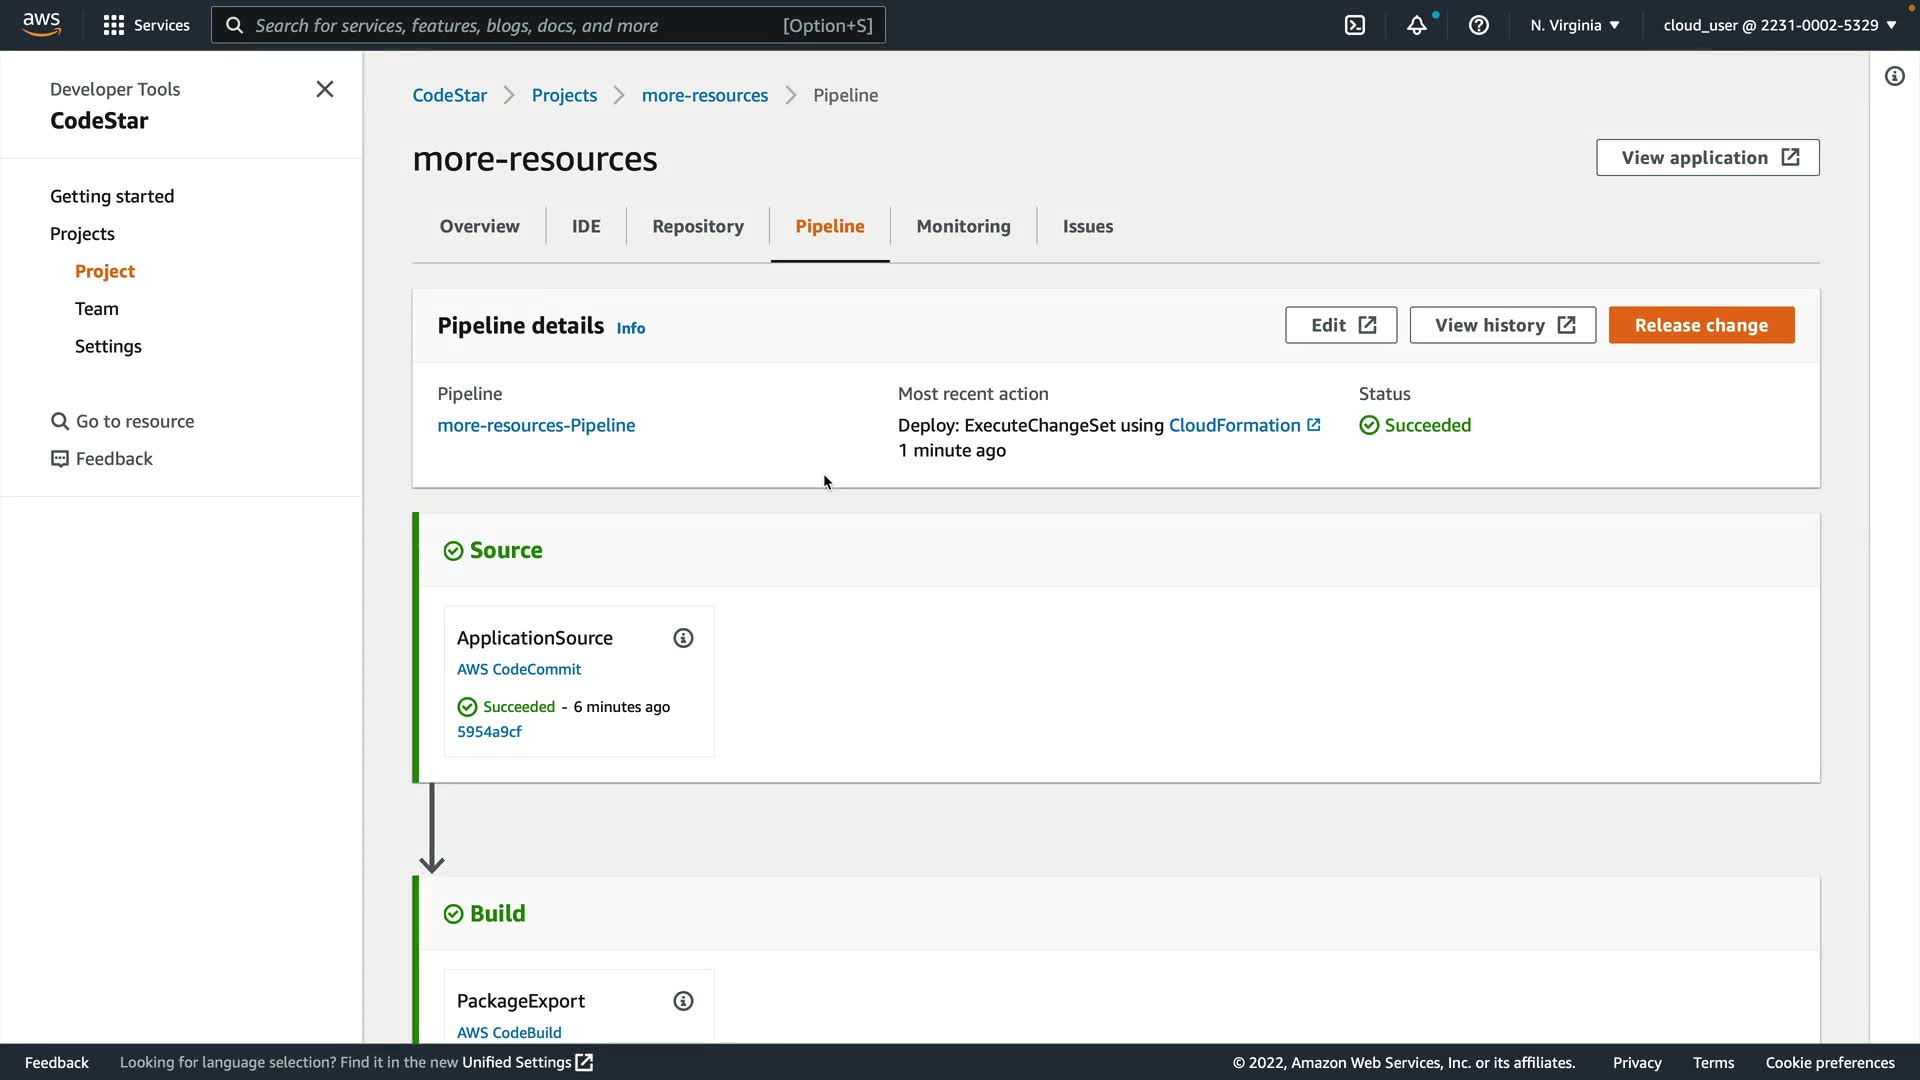 aws
Services
Search for services, features, blogs, docs, and more
[Option+S]
N. Virginia
cloud_user @ 2231-0002-5329
Developer Tools
CodeStar
Getting started
Projects
Project
Team
Settings
Go to resource
Feedback
CodeStar
Projects
more-resources
Pipeline
more-resources
View application
Overview
IDE
Repository
Pipeline
Monitoring
Issues
Pipeline details Info
Edit
View history
Release change
Pipeline
more-resources-Pipeline
Most recent action
Deploy: ExecuteChangeSet using CloudFormation
1 minute ago
Status
Succeeded
Source
ApplicationSource
AWS CodeCommit
Succeeded - 6 minutes ago
5954a9cf
Build
PackageExport
AWS CodeBuild
Feedback
Looking for language selection? Find it in the new Unified Settings
© 2022, Amazon Web Services, Inc. or its affiliates.
Privacy
Terms
Cookie preferences